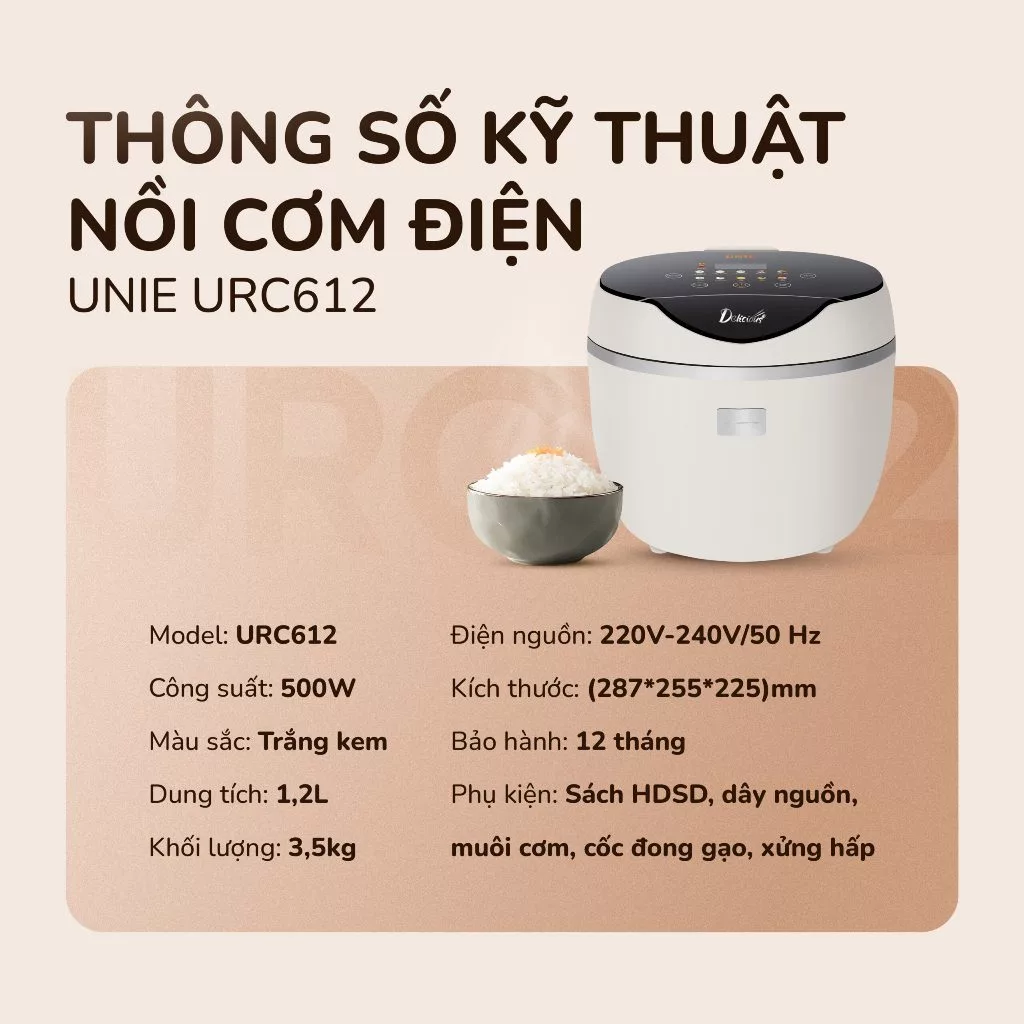 THÔNG SỐ KỸ THUẬT
NỒI CƠM ĐIỆN
UNIE URC612
UNIE
Delicious
Model: URC612
Công suất: 500W
Màu sắc: Trắng kem
Dung tích: 1,2L
Khối lượng: 3,5kg
Điện nguồn: 220V-240V/50 Hz
Kích thước: (287*255*225)mm
Bảo hành: 12 tháng
Phụ kiện: Sách HDSD, dây nguồn,
muôi cơm, cốc đong gạo, xửng hấp